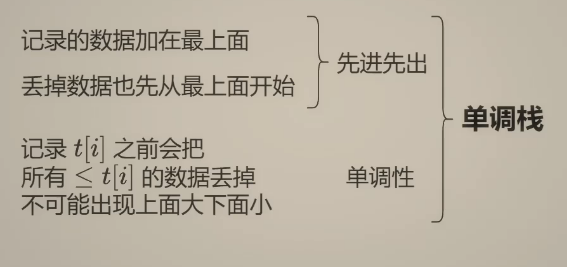 记录的数据加在最上面
丢掉数据也先从最上面开始
先进先出
记录 t[i] 之前会把
所有 ≤ t[i] 的数据丢掉
不可能出现上面大下面小
单调性
单调栈